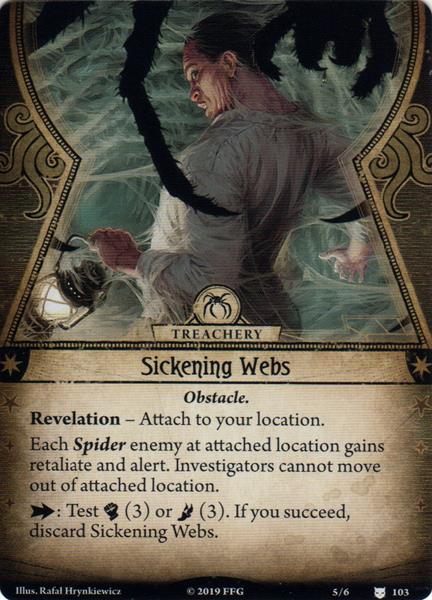 TREACHERY
Sickening Webs
Obstacle.
Revelation – Attach to your location.
Each Spider enemy at attached location gains
retaliate and alert. Investigators cannot move
out of attached location.
: Test (3) or (3). If you succeed,
discard Sickening Webs.
Illus. Rafał Hrynkiewicz © 2019 FFG 5/6 103